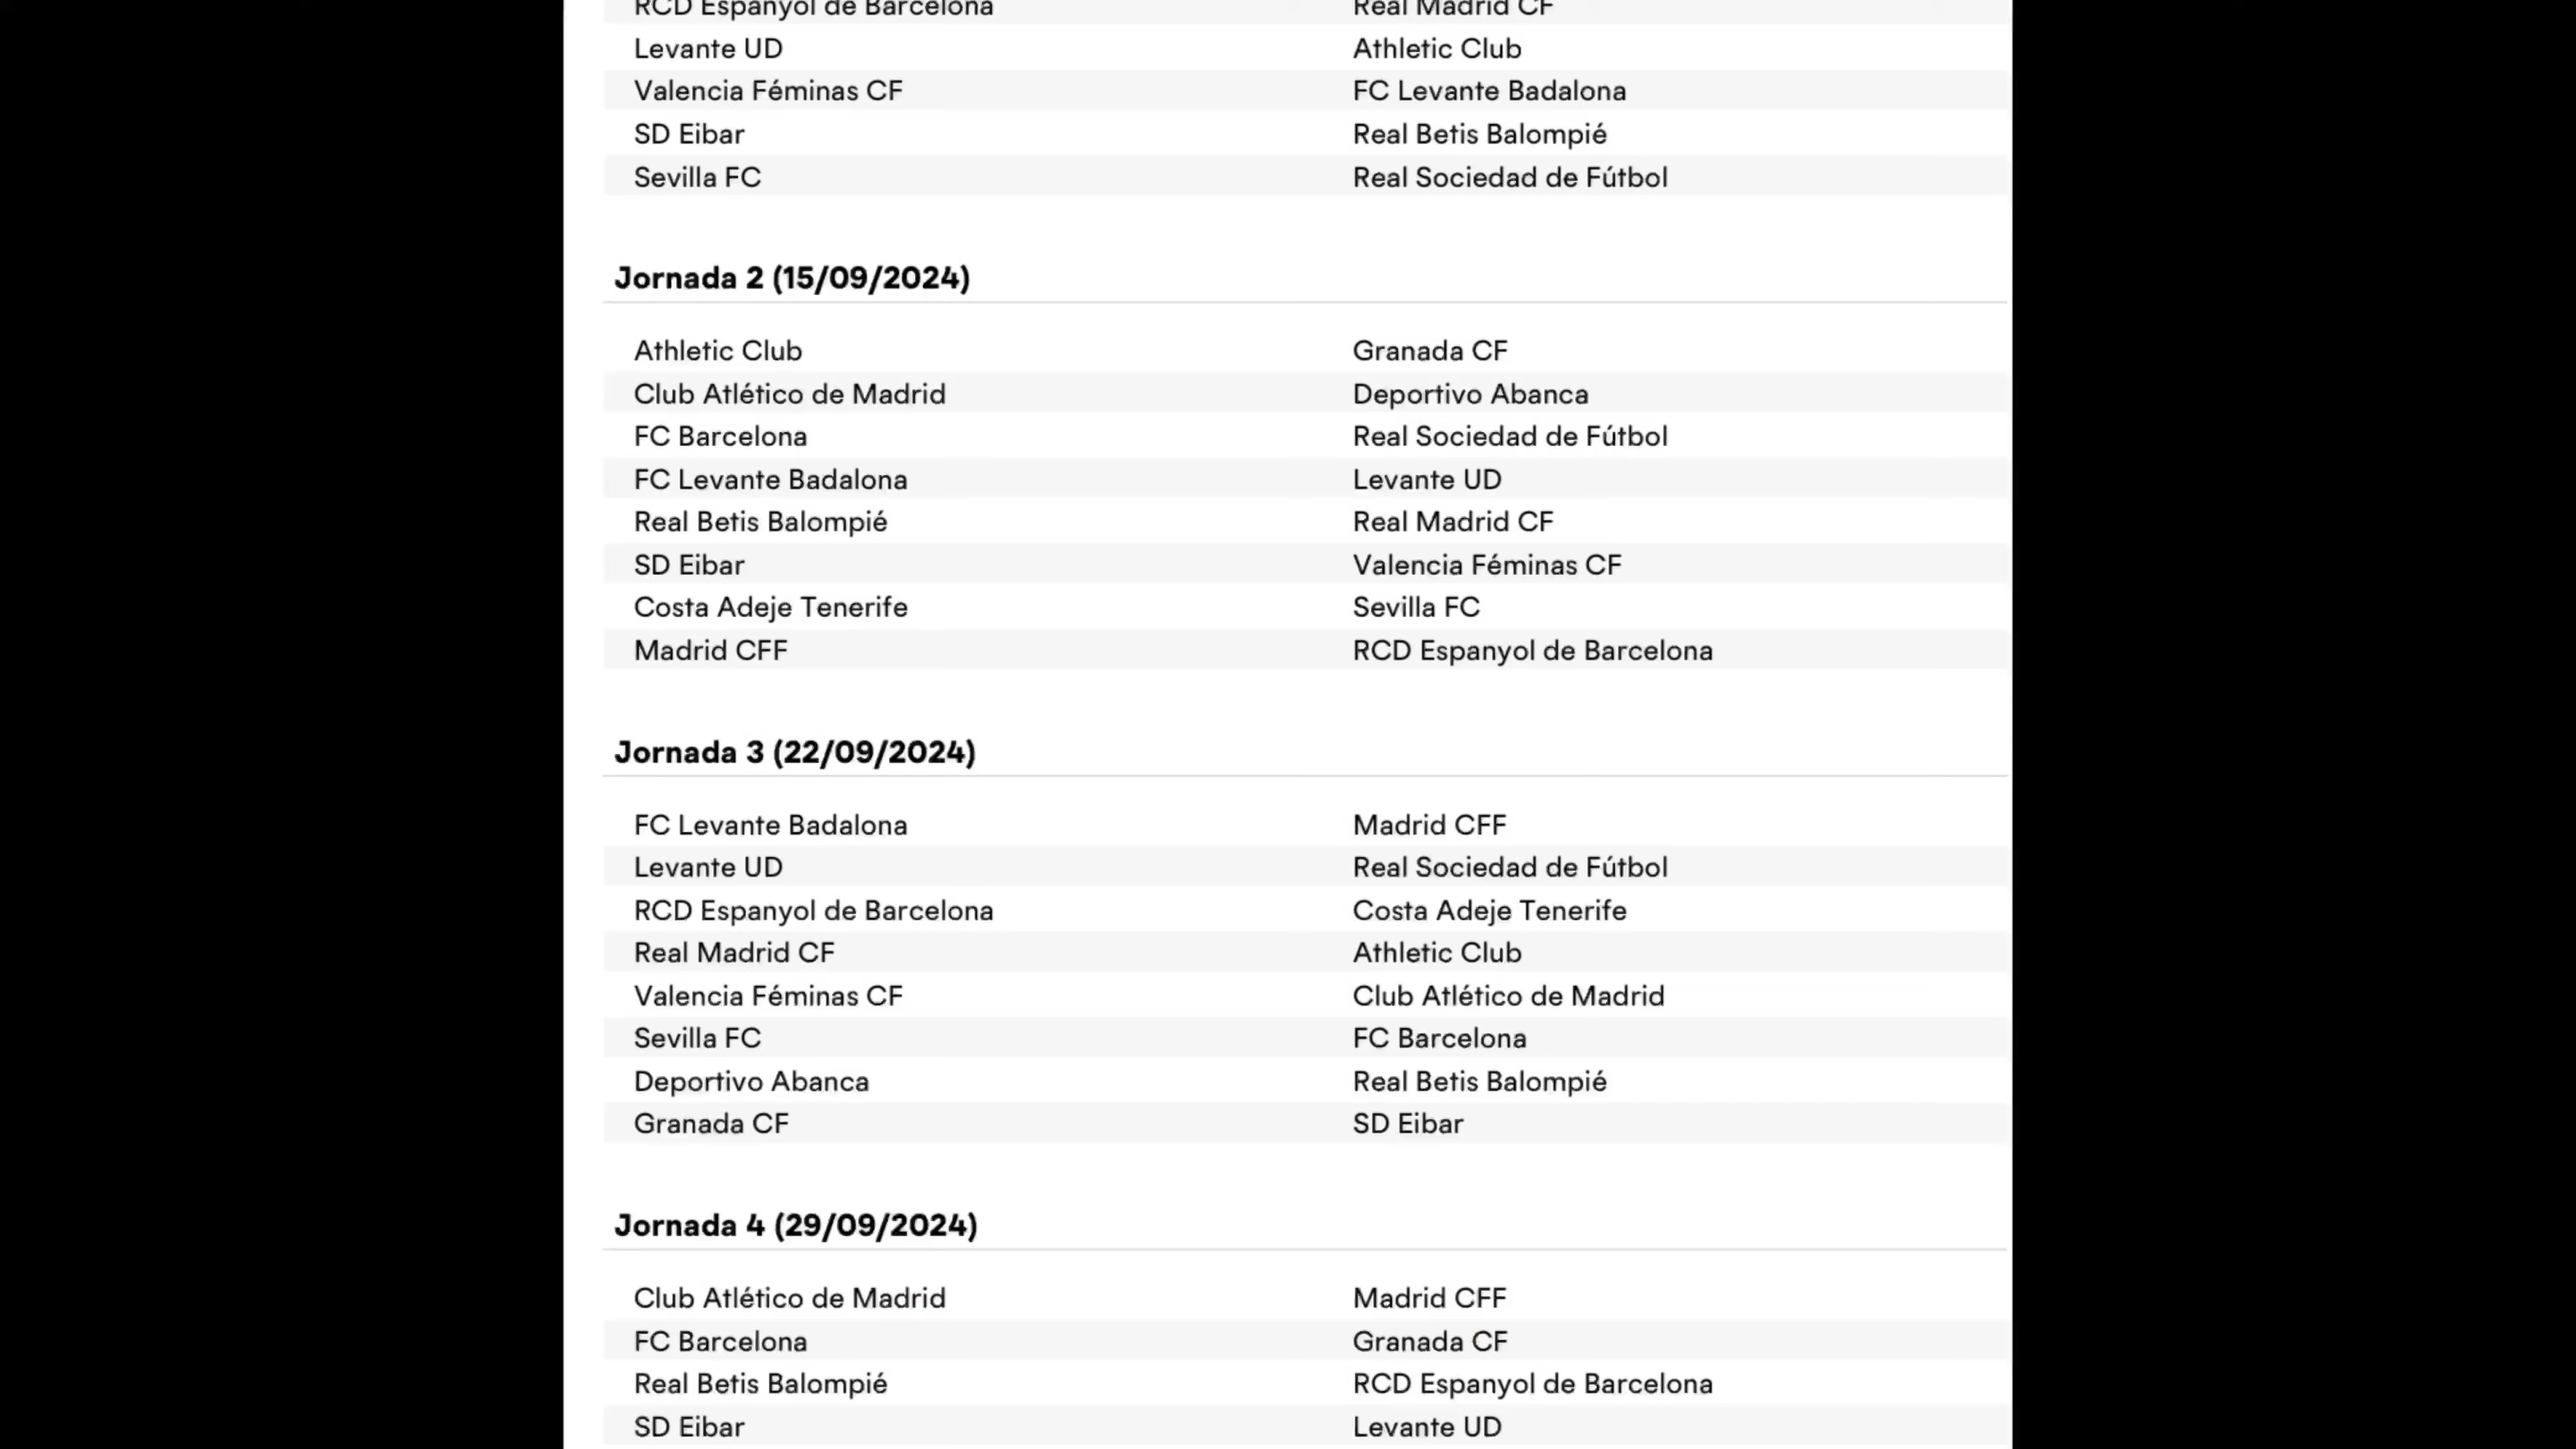 RCD Espanyol de Barcelona Real Madrid CF
Levante UD Athletic Club
Valencia Féminas CF FC Levante Badalona
SD Eibar Real Betis Balompié
Sevilla FC Real Sociedad de Fútbol
Jornada 2 (15/09/2024)
Athletic Club Granada CF
Club Atlético de Madrid Deportivo Abanca
FC Barcelona Real Sociedad de Fútbol
FC Levante Badalona Levante UD
Real Betis Balompié Real Madrid CF
SD Eibar Valencia Féminas CF
Costa Adeje Tenerife Sevilla FC
Madrid CFF RCD Espanyol de Barcelona
Jornada 3 (22/09/2024)
FC Levante Badalona Madrid CFF
Levante UD Real Sociedad de Fútbol
RCD Espanyol de Barcelona Costa Adeje Tenerife
Real Madrid CF Athletic Club
Valencia Féminas CF Club Atlético de Madrid
Sevilla FC FC Barcelona
Deportivo Abanca Real Betis Balompié
Granada CF SD Eibar
Jornada 4 (29/09/2024)
Club Atlético de Madrid Madrid CFF
FC Barcelona Granada CF
Real Betis Balompié RCD Espanyol de Barcelona
SD Eibar Levante UD